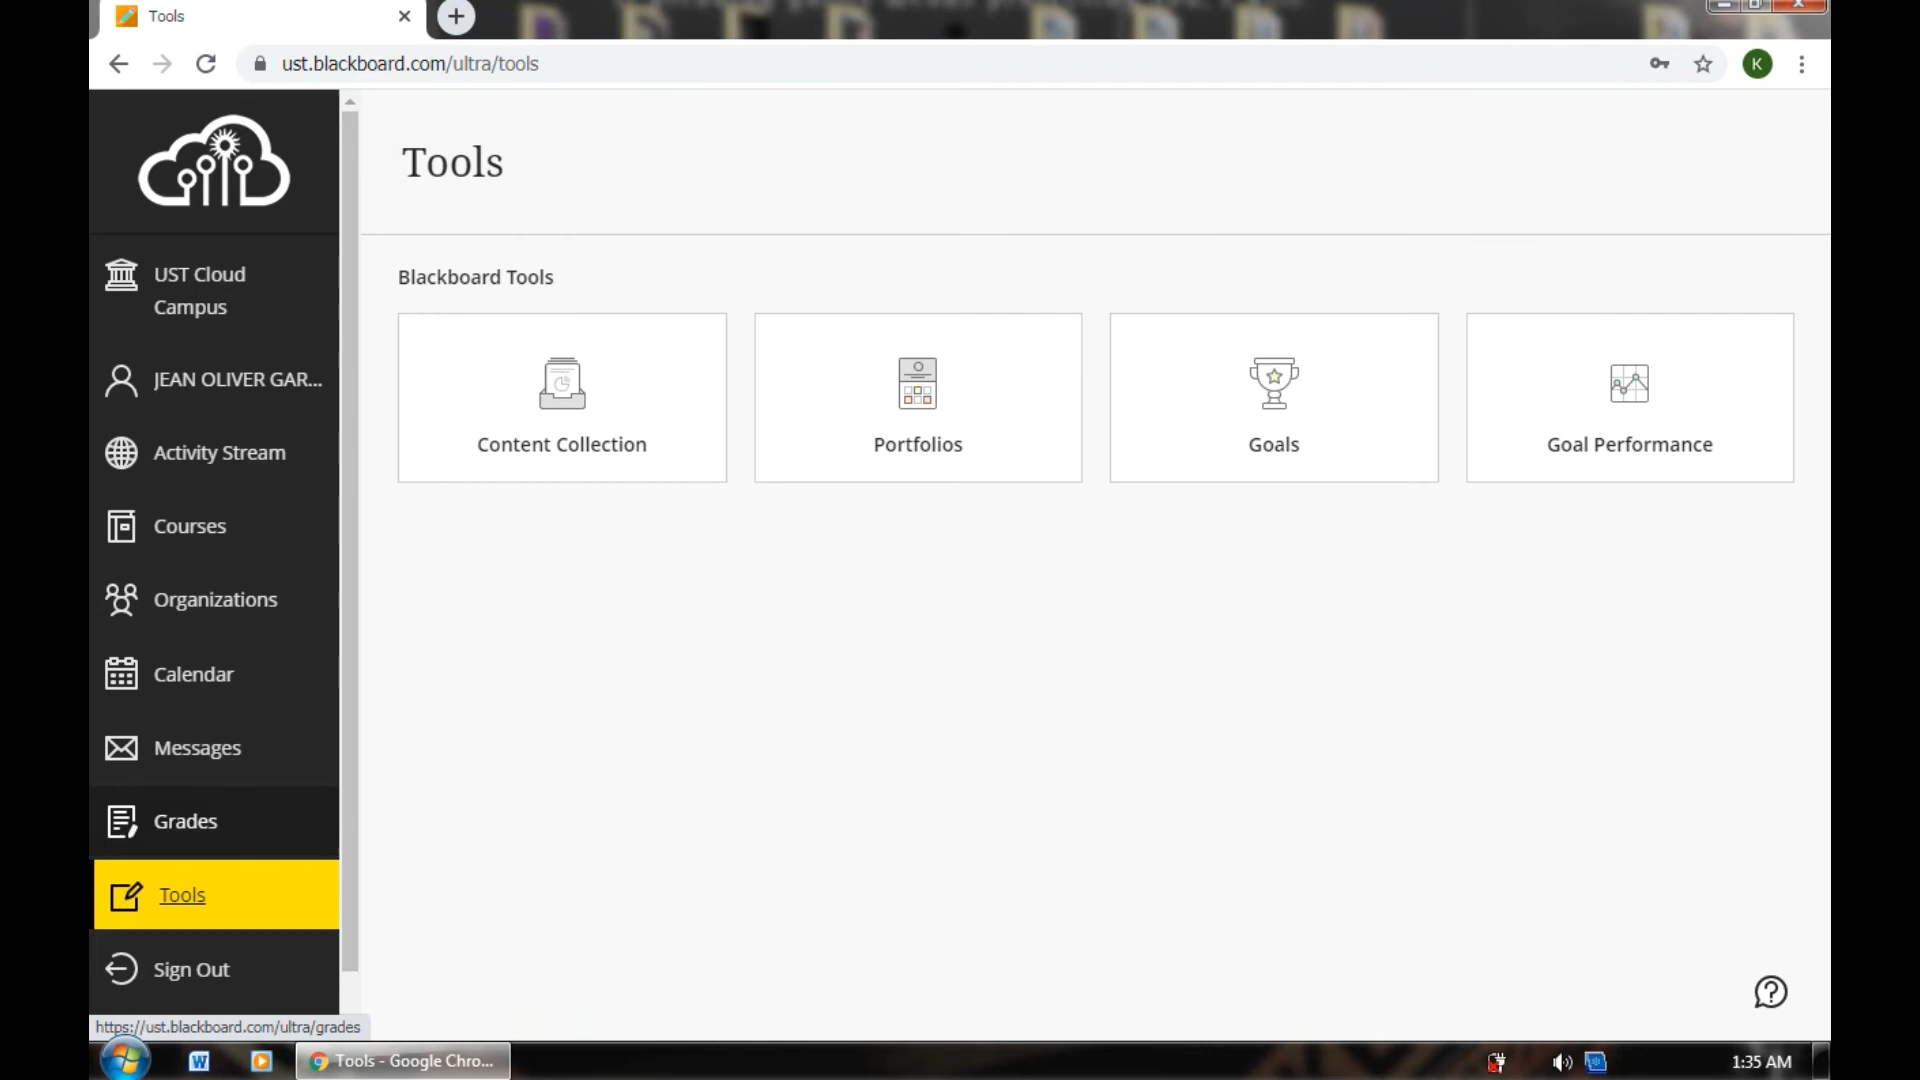 Tools
ust.blackboard.com/ultra/tools
K
Tools
UST Cloud
Campus
JEAN OLIVER GAR...
Activity Stream
Courses
Organizations
Calendar
Messages
Grades
Tools
Sign Out
Blackboard Tools
Content Collection
Portfolios
Goals
Goal Performance
https://ust.blackboard.com/ultra/grades
W
Tools - Google Chro...
1:35 AM